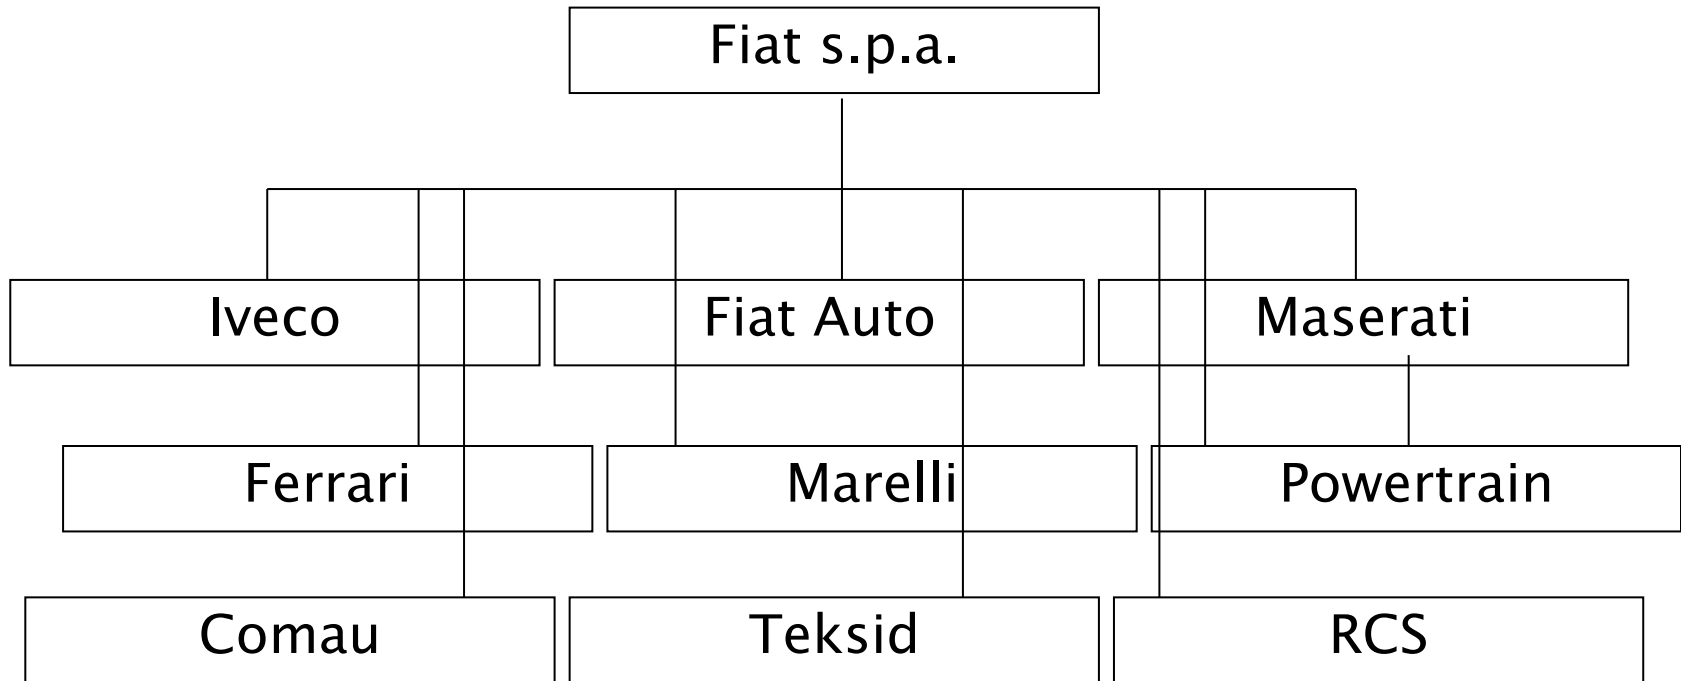 Fiat s.p.a.
Iveco
Fiat Auto
Maserati
Ferrari
Marelli
Powertrain
Comau
Teksid
RCS